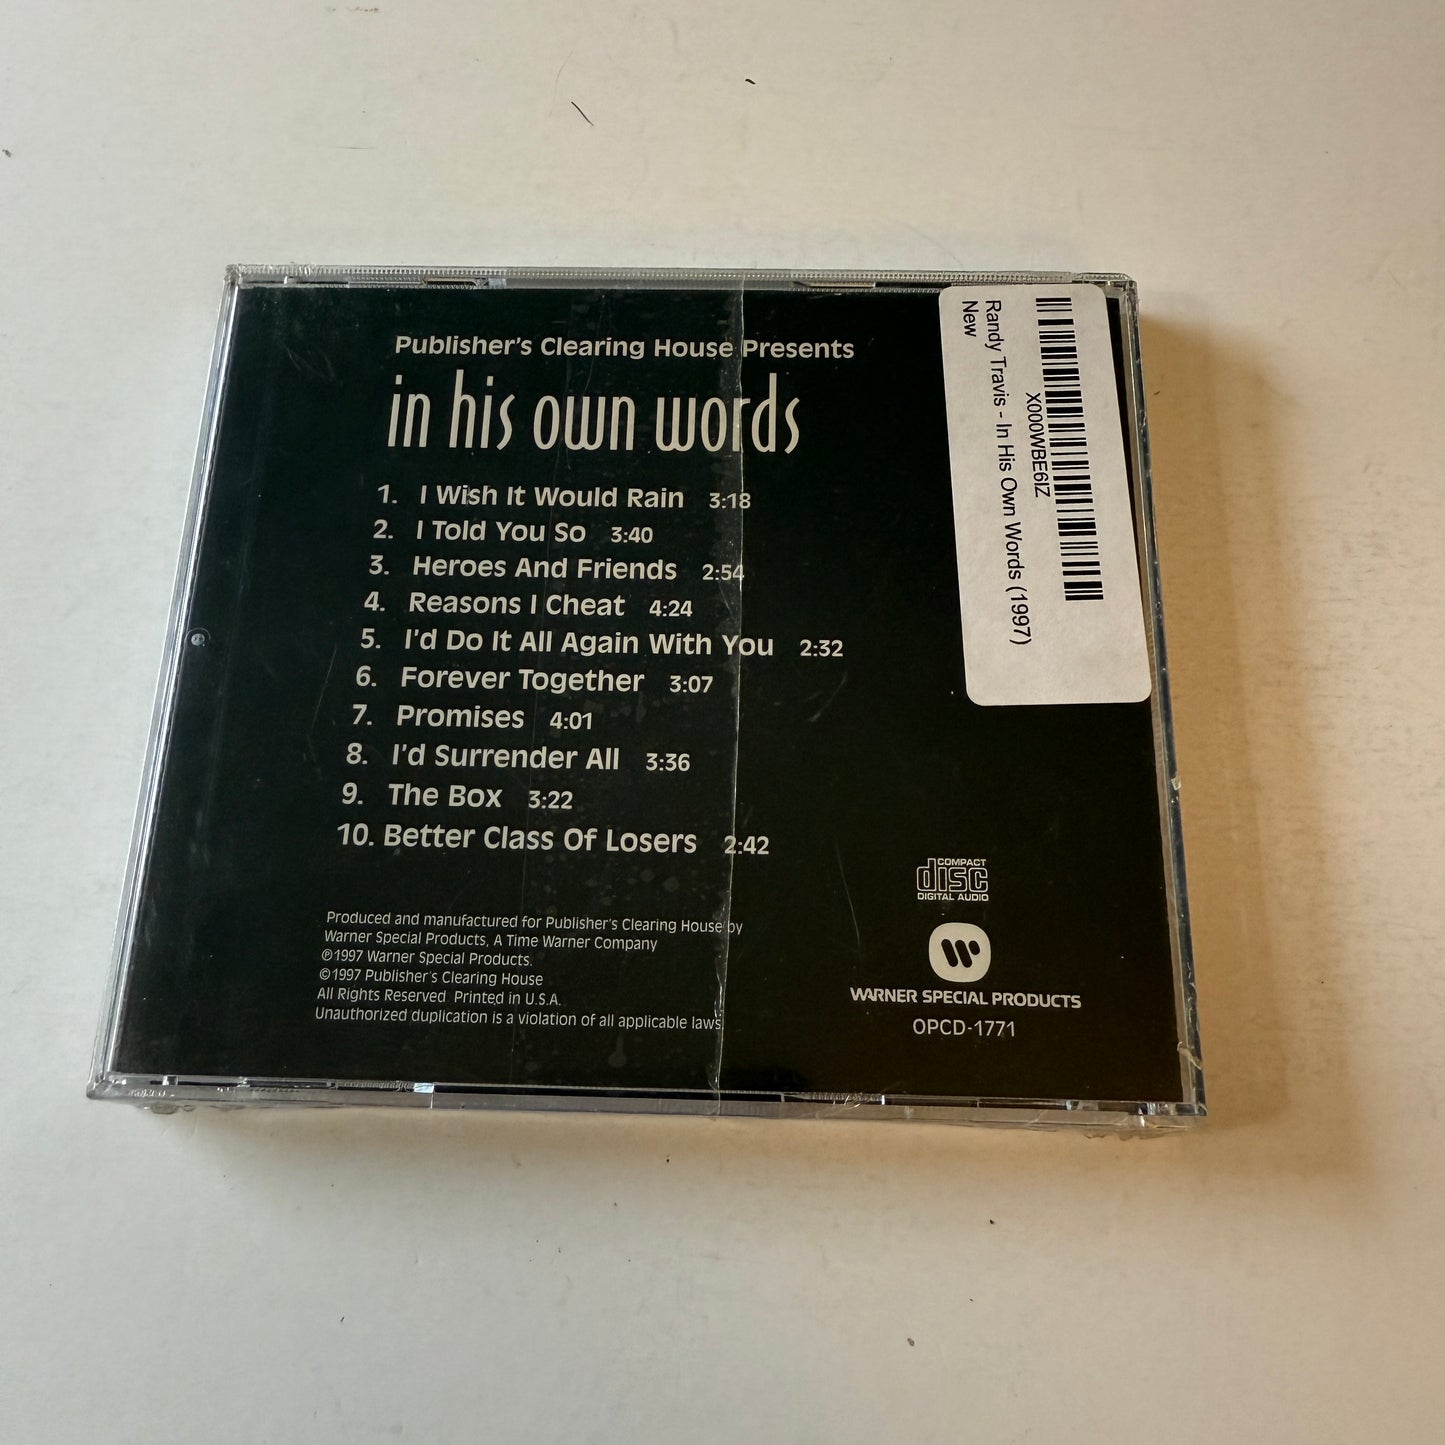 Publisher's Clearing House Presents
in his own words
1. I Wish It Would Rain 3:18
2. I Told You So 3:40
3. Heroes And Friends 2:54
4. Reasons I Cheat 4:24
5. I'd Do It All Again With You 2:32
6. Forever Together 3:07
7. Promises 4:01
8. I'd Surrender All 3:36
9. The Box 3:22
10. Better Class Of Losers 2:42
Produced and manufactured for Publisher's Clearing House by
Warner Special Products, A Time Warner Company
℗1997 Warner Special Products.
©1997 Publisher's Clearing House
All Rights Reserved Printed in U.S.A.
Unauthorized duplication is a violation of all applicable laws.
COMPACT
disc
DIGITAL AUDIO
WARNER SPECIAL PRODUCTS
OPCD-1771
X000WBE6IZ
Randy Travis - In His Own Words (1997)
New